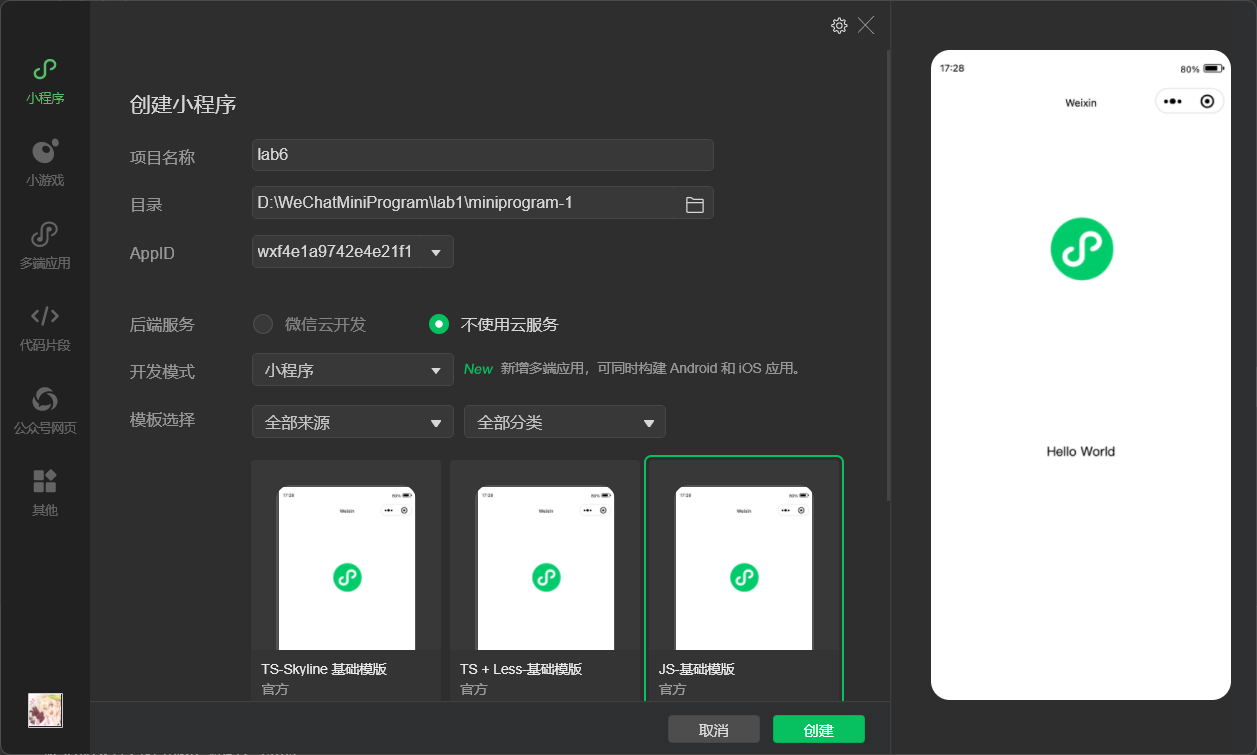 小程序
小游戏
多端应用
代码片段
公众号网页
其他
创建小程序
项目名称
lab6
目录
D:\WeChatMiniProgram\lab1\miniprogram-1
AppID
wxf4e1a9742e4e21f1
后端服务
微信云开发
不使用云服务
开发模式
小程序
New 新增多端应用，可同时构建 Android 和 iOS 应用。
模板选择
全部来源
全部分类
17:28
80%
Weixin
TS-Skyline 基础模版
官方
17:28
80%
Weixin
TS + Less-基础模版
官方
17:28
80%
Weixin
JS-基础模版
官方
取消
创建
17:28
80%
Weixin
Hello World